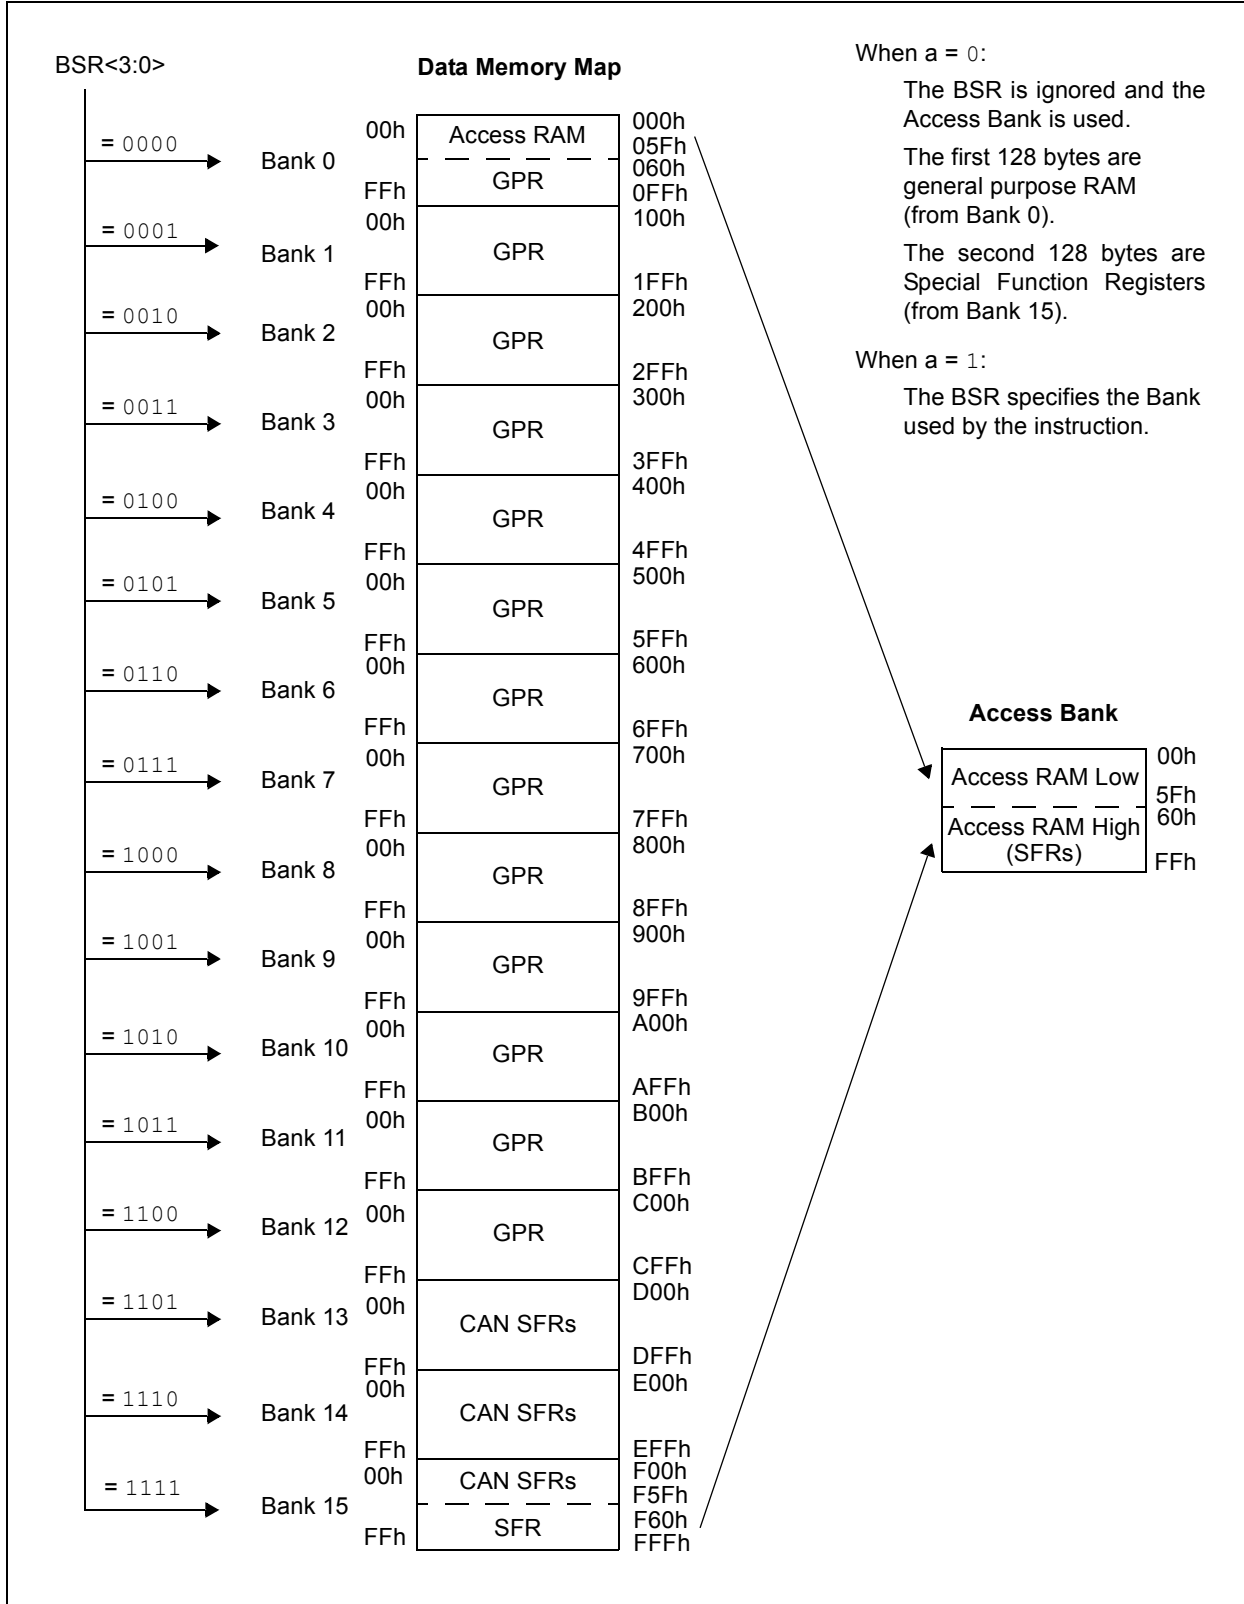 BSR<3:0>
Data Memory Map
When a = 0:
The BSR is ignored and the
Access Bank is used.
The first 128 bytes are
general purpose RAM
(from Bank 0).
The second 128 bytes are
Special Function Registers
(from Bank 15).
When a = 1:
The BSR specifies the Bank
used by the instruction.
= 0000
Bank 0
00h
FFh
Access RAM
GPR
000h
05Fh
060h
0FFh
= 0001
Bank 1
00h
FFh
GPR
100h
1FFh
= 0010
Bank 2
00h
FFh
GPR
200h
2FFh
= 0011
Bank 3
00h
FFh
GPR
300h
3FFh
= 0100
Bank 4
00h
FFh
GPR
400h
4FFh
= 0101
Bank 5
00h
FFh
GPR
500h
5FFh
= 0110
Bank 6
00h
FFh
GPR
600h
6FFh
= 0111
Bank 7
00h
FFh
GPR
700h
7FFh
= 1000
Bank 8
00h
FFh
GPR
800h
8FFh
= 1001
Bank 9
00h
FFh
GPR
900h
9FFh
= 1010
Bank 10
00h
FFh
GPR
A00h
AFFh
= 1011
Bank 11
00h
FFh
GPR
B00h
BFFh
= 1100
Bank 12
00h
FFh
GPR
C00h
CFFh
= 1101
Bank 13
00h
FFh
CAN SFRs
D00h
DFFh
= 1110
Bank 14
00h
FFh
CAN SFRs
E00h
EFFh
= 1111
Bank 15
00h
FFh
CAN SFRs
SFR
F00h
F5Fh
F60h
FFFh
Access Bank
Access RAM Low
00h
5Fh
Access RAM High
(SFRs)
60h
FFh